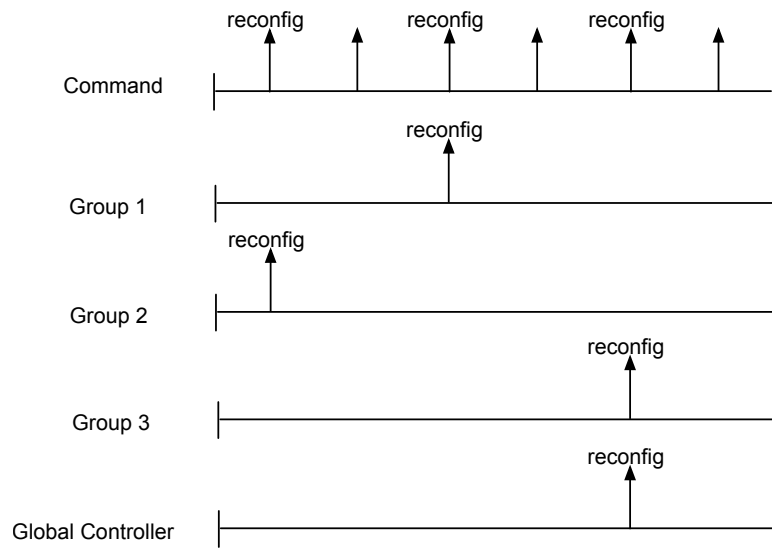 reconfig reconfig reconfig
Command
reconfig
Group 1
reconfig
Group 2
reconfig
Group 3
reconfig
Global Controller